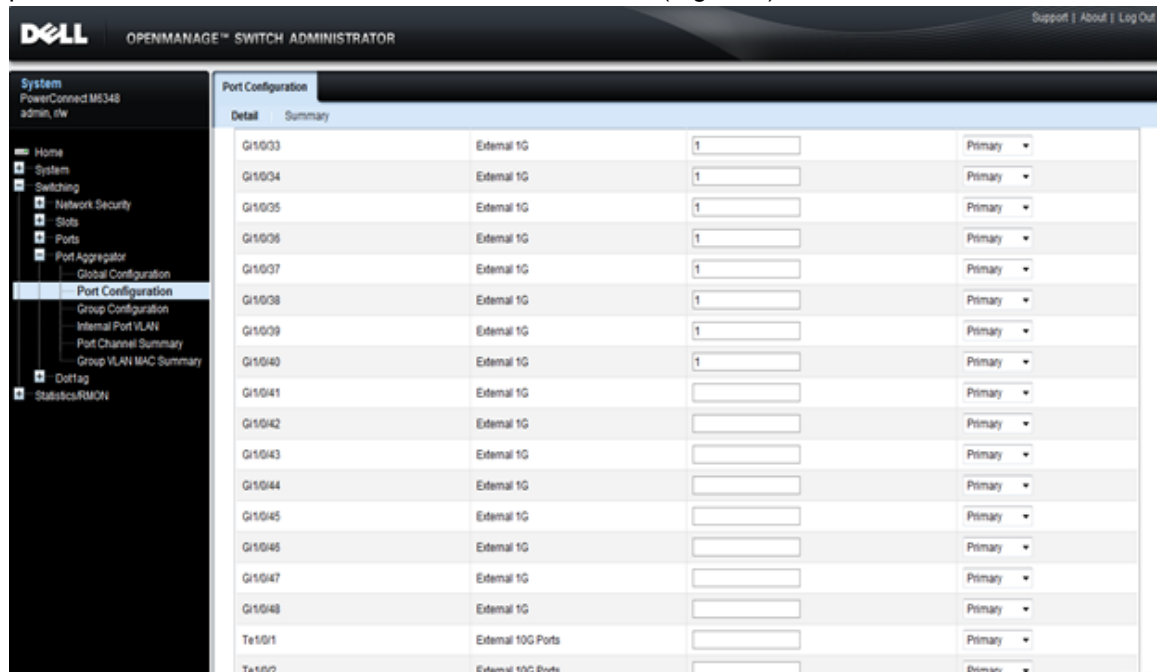 Support | About | Log Out
DELL
OPENMANAGE™ SWITCH ADMINISTRATOR
System
PowerConnect M6348
admin, r/w
Home
System
Switching
Network Security
Slots
Ports
Port Aggregator
Global Configuration
Port Configuration
Group Configuration
Internal Port VLAN
Port Channel Summary
Group VLAN MAC Summary
Dot1ag
Statistics/RMON
Port Configuration
Detail Summary
Gi1/0/33 External 1G 1 Primary
Gi1/0/34 External 1G 1 Primary
Gi1/0/35 External 1G 1 Primary
Gi1/0/36 External 1G 1 Primary
Gi1/0/37 External 1G 1 Primary
Gi1/0/38 External 1G 1 Primary
Gi1/0/39 External 1G 1 Primary
Gi1/0/40 External 1G 1 Primary
Gi1/0/41 External 1G Primary
Gi1/0/42 External 1G Primary
Gi1/0/43 External 1G Primary
Gi1/0/44 External 1G Primary
Gi1/0/45 External 1G Primary
Gi1/0/46 External 1G Primary
Gi1/0/47 External 1G Primary
Gi1/0/48 External 1G Primary
Te1/0/1 External 10G Ports Primary
Te1/0/2 External 10G Ports Primary